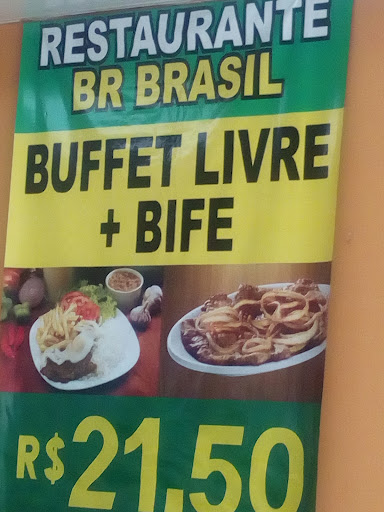 RESTAURANTE
BR BRASIL
BUFFET LIVRE
+ BIFE
R$21,50